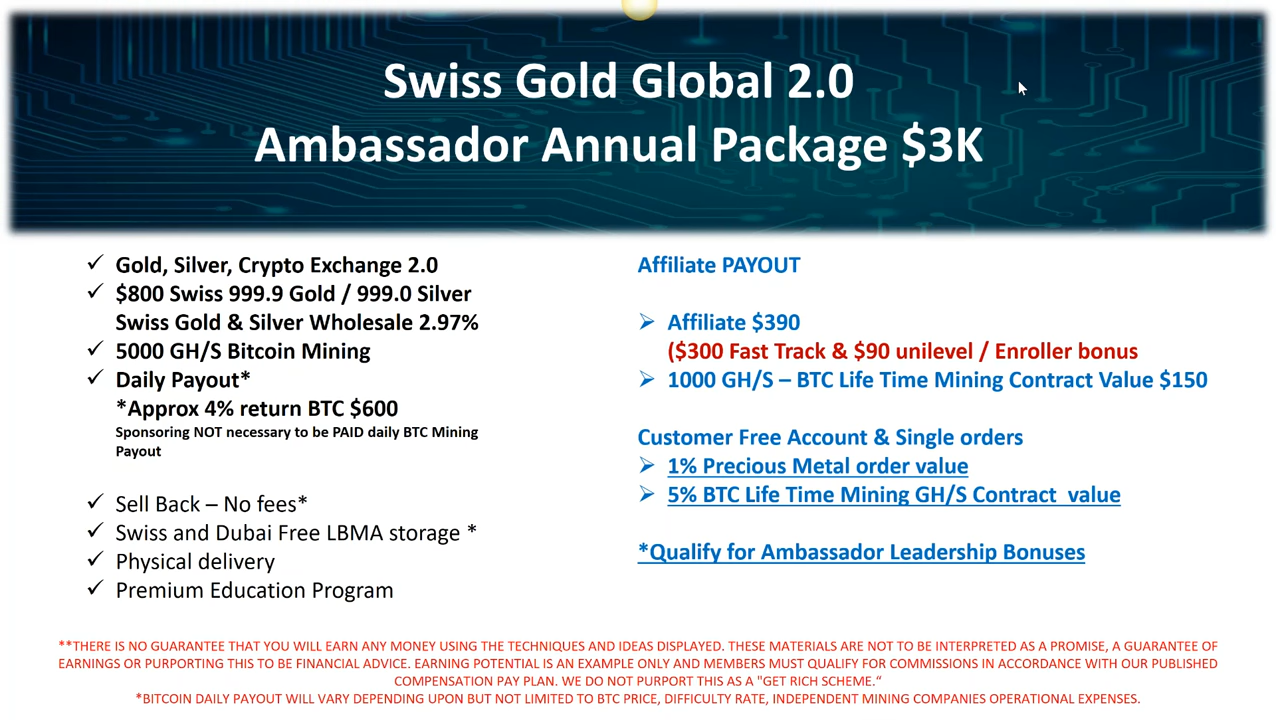 Swiss Gold Global 2.0
Ambassador Annual Package $3K
✓ Gold, Silver, Crypto Exchange 2.0
✓ $800 Swiss 999.9 Gold / 999.0 Silver
Swiss Gold & Silver Wholesale 2.97%
✓ 5000 GH/S Bitcoin Mining
✓ Daily Payout*
*Approx 4% return BTC $600
Sponsoring NOT necessary to be PAID daily BTC Mining
Payout
✓ Sell Back – No fees*
✓ Swiss and Dubai Free LBMA storage *
✓ Physical delivery
✓ Premium Education Program
Affiliate PAYOUT
➢ Affiliate $390
($300 Fast Track & $90 unilevel / Enroller bonus
➢ 1000 GH/S – BTC Life Time Mining Contract Value $150
Customer Free Account & Single orders
➢ 1% Precious Metal order value
➢ 5% BTC Life Time Mining GH/S Contract value
*Qualify for Ambassador Leadership Bonuses
**THERE IS NO GUARANTEE THAT YOU WILL EARN ANY MONEY USING THE TECHNIQUES AND IDEAS DISPLAYED. THESE MATERIALS ARE NOT TO BE INTERPRETED AS A PROMISE, A GUARANTEE OF
EARNINGS OR PURPORTING THIS TO BE FINANCIAL ADVICE. EARNING POTENTIAL IS AN EXAMPLE ONLY AND MEMBERS MUST QUALIFY FOR COMMISSIONS IN ACCORDANCE WITH OUR PUBLISHED
COMPENSATION PAY PLAN. WE DO NOT PURPORT THIS AS A "GET RICH SCHEME.“
*BITCOIN DAILY PAYOUT WILL VARY DEPENDING UPON BUT NOT LIMITED TO BTC PRICE, DIFFICULTY RATE, INDEPENDENT MINING COMPANIES OPERATIONAL EXPENSES.